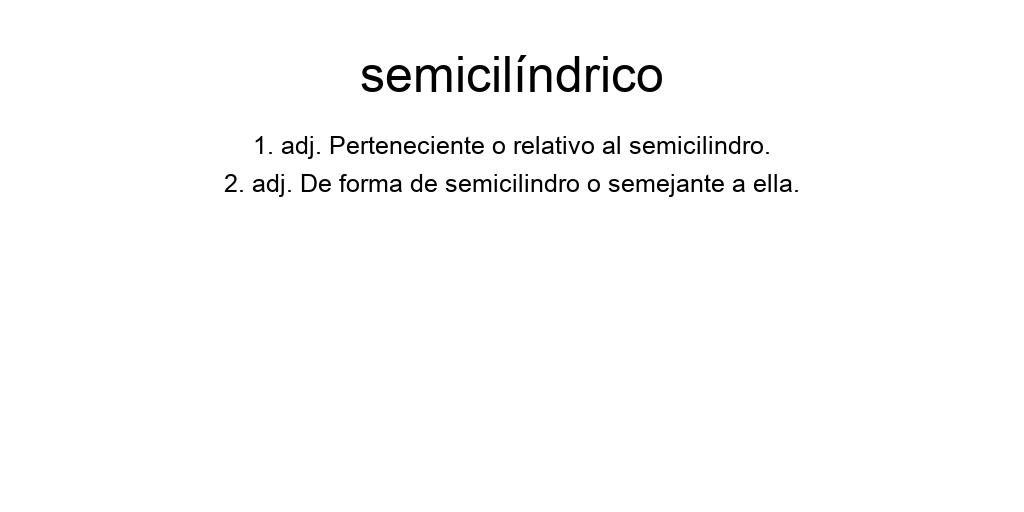 semicilíndrico
1. adj. Perteneciente o relativo al semicilindro.
2. adj. De forma de semicilindro o semejante a ella.